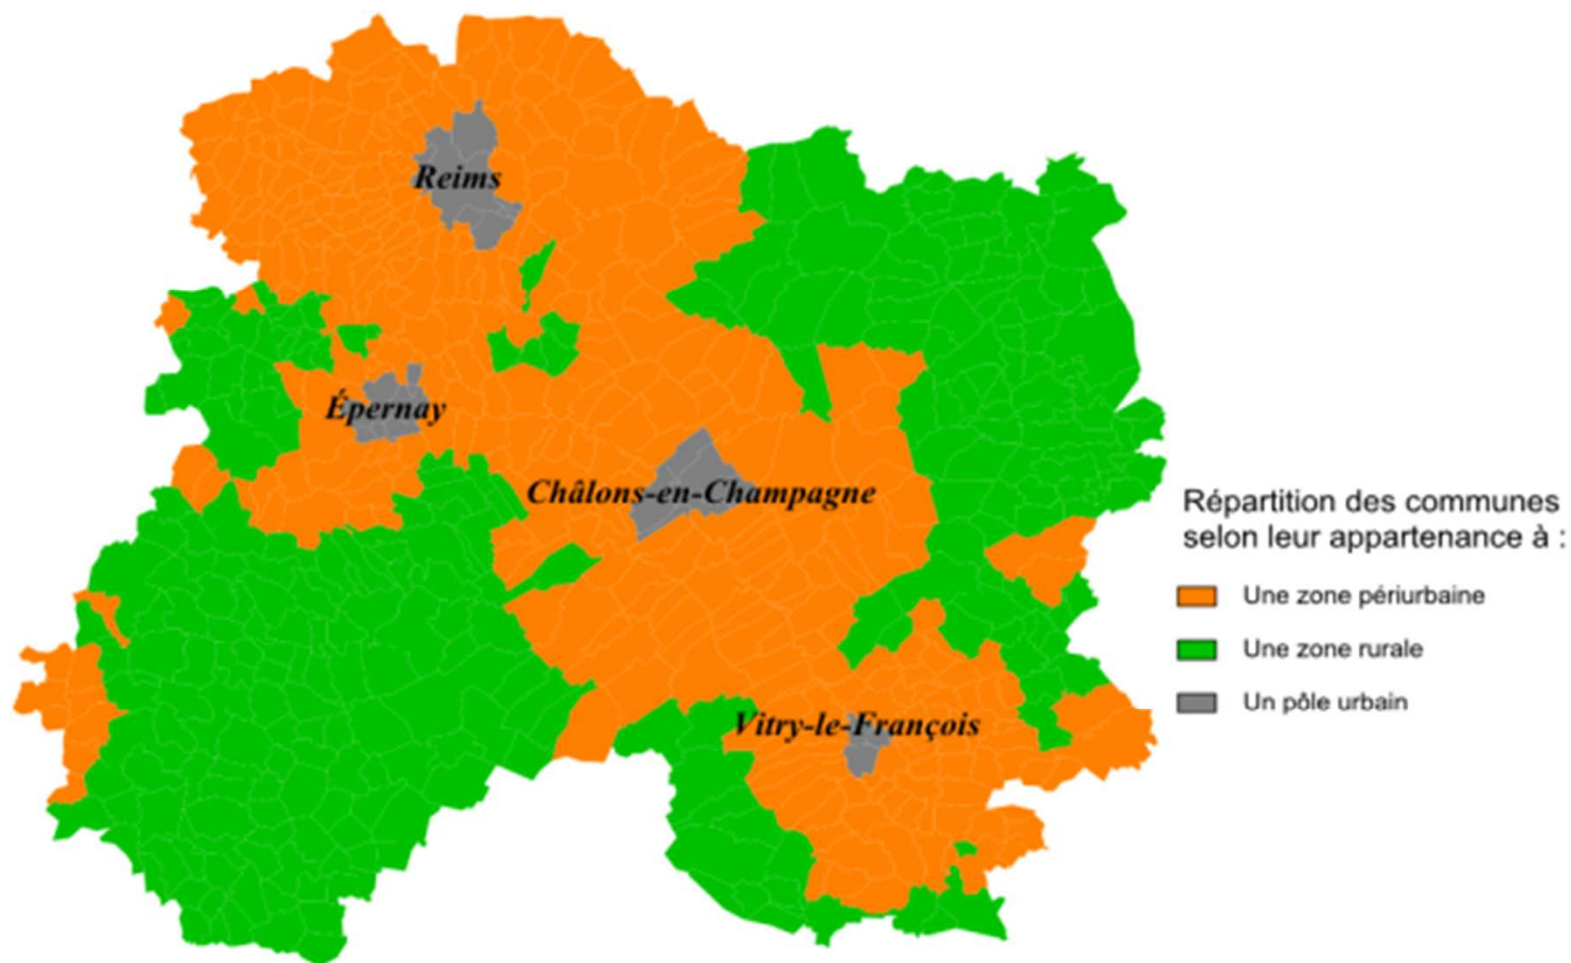 Reims
Épernay
Châlons-en-Champagne
Répartition des communes
selon leur appartenance à :
Une zone périurbaine
Une zone rurale
Un pôle urbain
Vitry-le-François